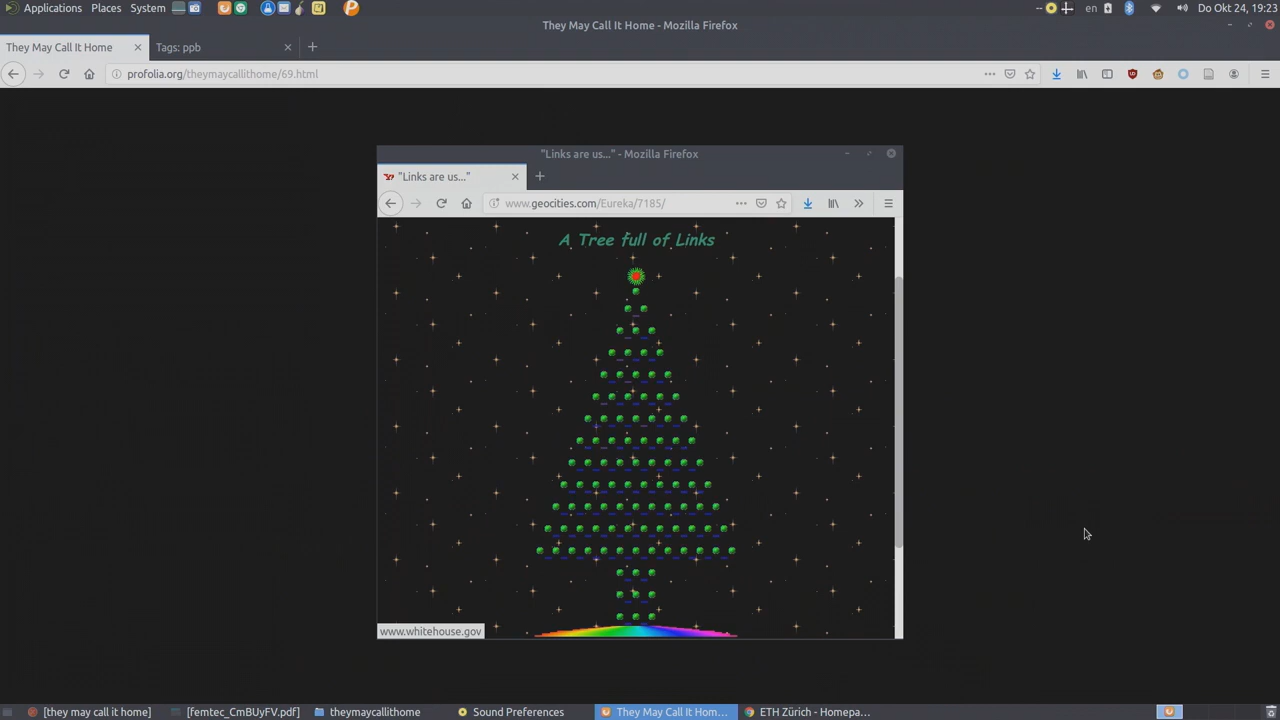 Applications Places System
en
Do Okt 24, 19:23
They May Call It Home - Mozilla Firefox
They May Call It Home
Tags: ppb
profolia.org/theymaycallithome/69.html
"Links are us..." - Mozilla Firefox
"Links are us..."
www.geocities.com/Eureka/7185/
A Tree full of Links
www.whitehouse.gov
[they may call it home]
[femtec_CmBUyFV.pdf]
theymaycallithome
Sound Preferences
They May Call It Hom...
ETH Zürich - Homepa...